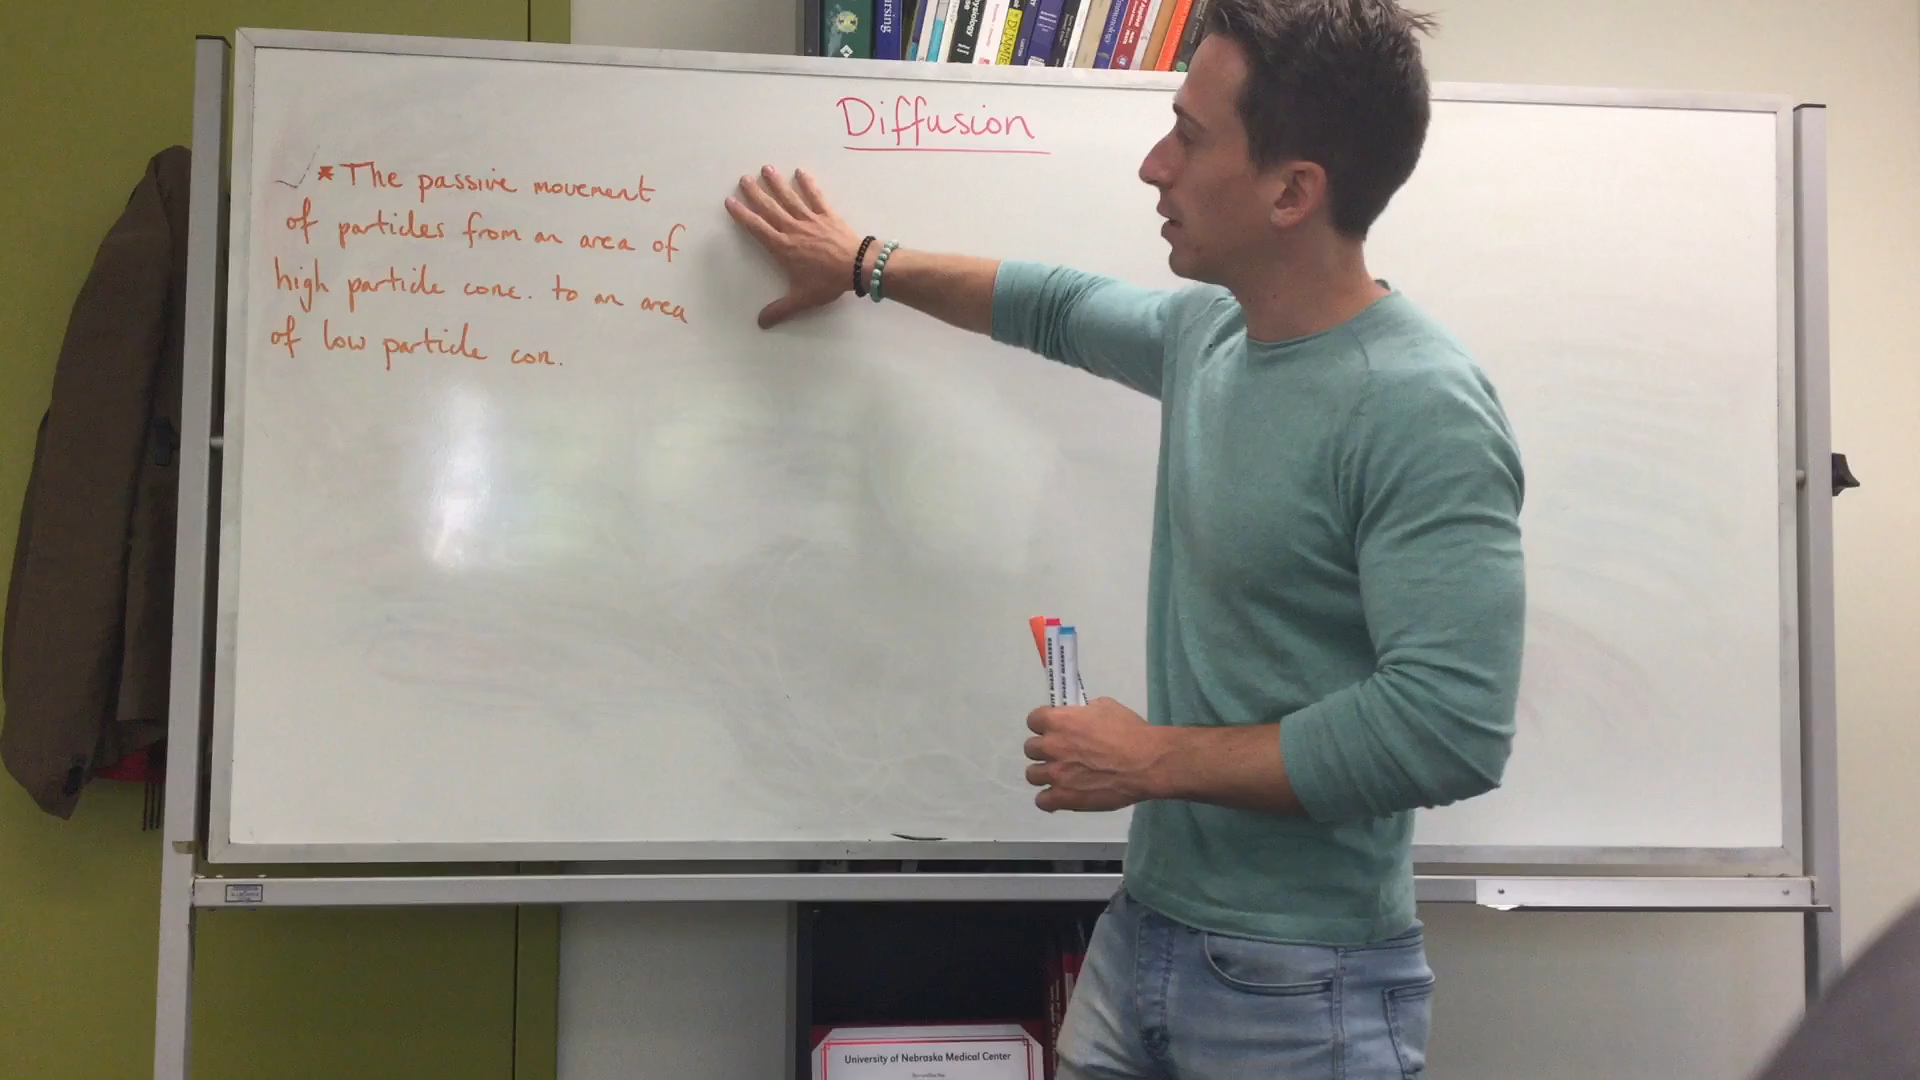 Diffusion
* The passive movement
of particles from an area of
high particle conc. to an area
of low particle con.
DUMMIES
University of Nebraska Medical Center